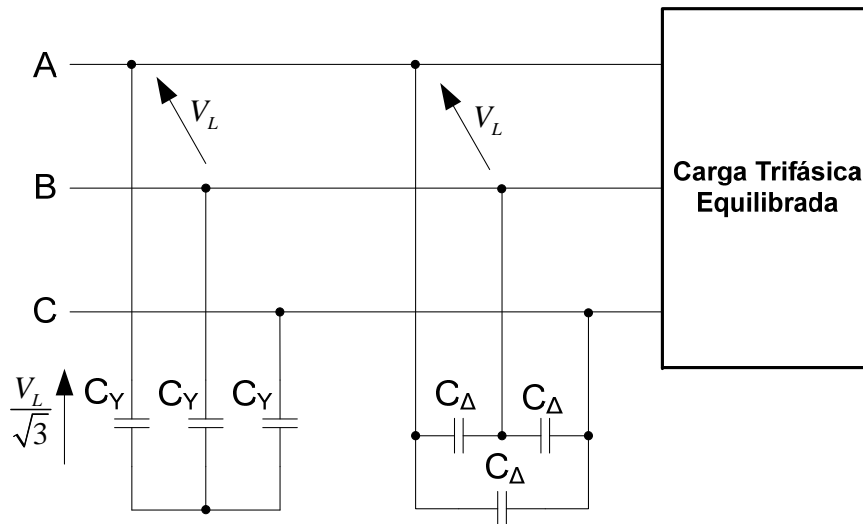 A
V_L
V_L
B
Carga Trifásica
Equilibrada
C
V_L
√3
C_Y
C_Y
C_Y
C_Δ
C_Δ
C_Δ